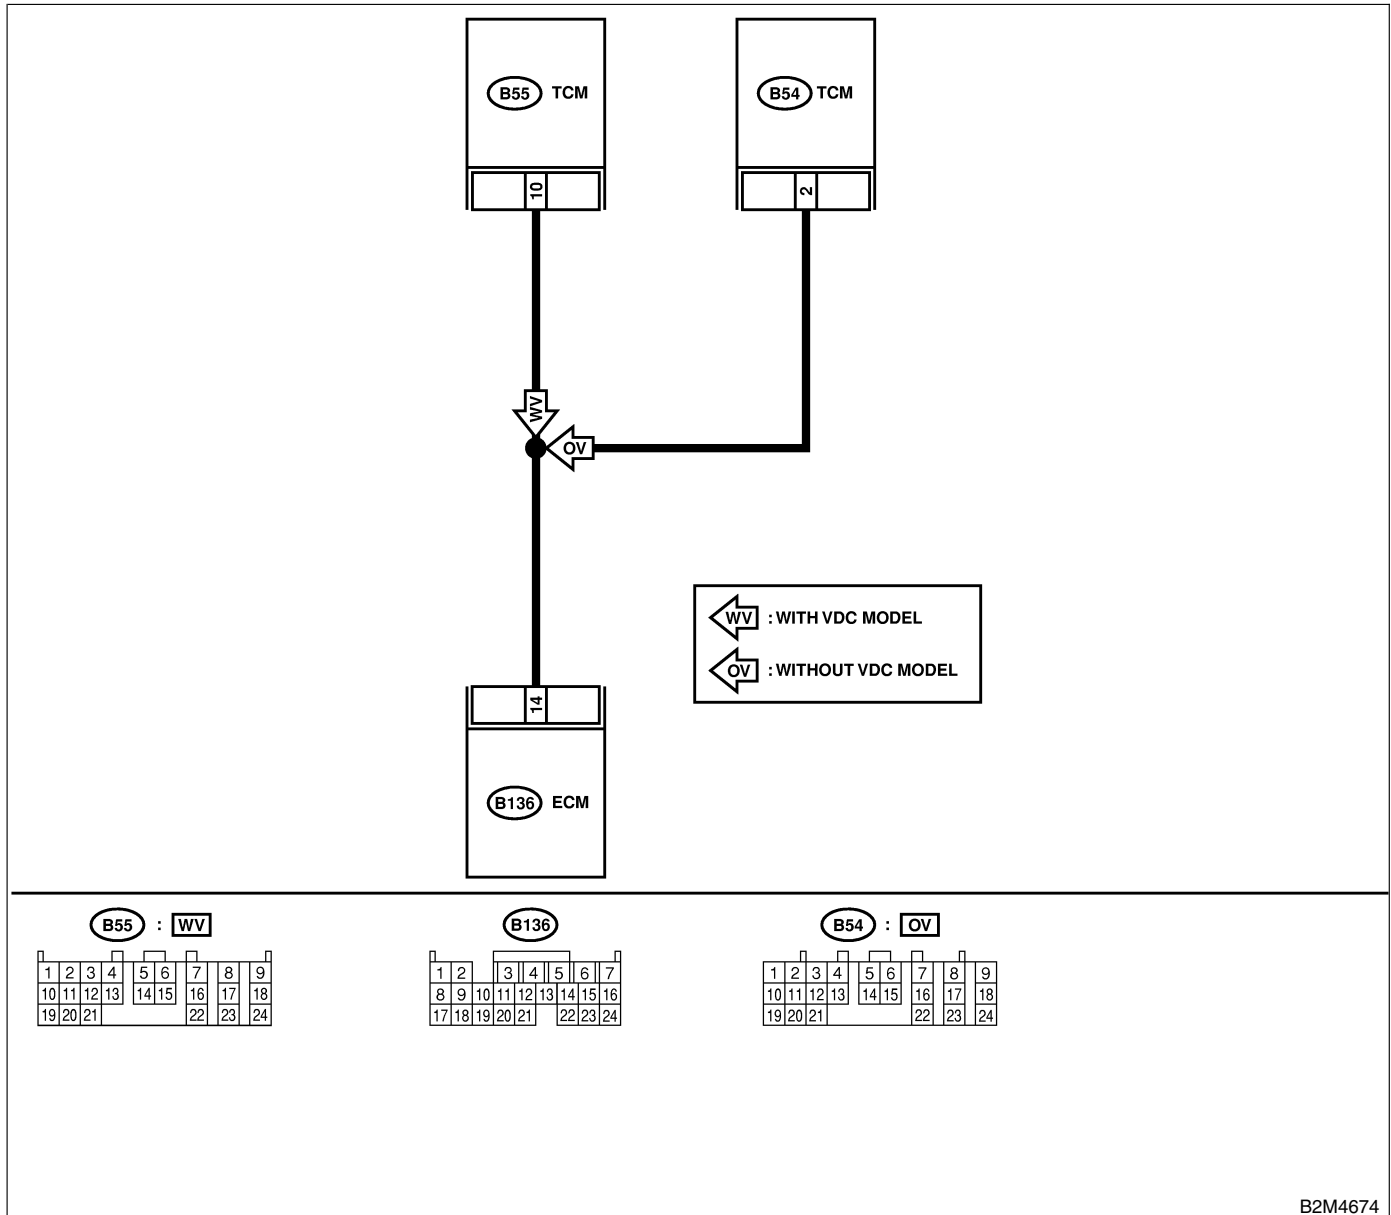 B55 TCM
B54 TCM
10
2
WV
OV
WV : WITH VDC MODEL
OV : WITHOUT VDC MODEL
14
B136 ECM
B55 : WV
1 2 3 4 5 6 7 8 9
10 11 12 13 14 15 16 17 18
19 20 21 22 23 24
B136
1 2 3 4 5 6 7
8 9 10 11 12 13 14 15 16
17 18 19 20 21 22 23 24
B54 : OV
1 2 3 4 5 6 7 8 9
10 11 12 13 14 15 16 17 18
19 20 21 22 23 24
B2M4674